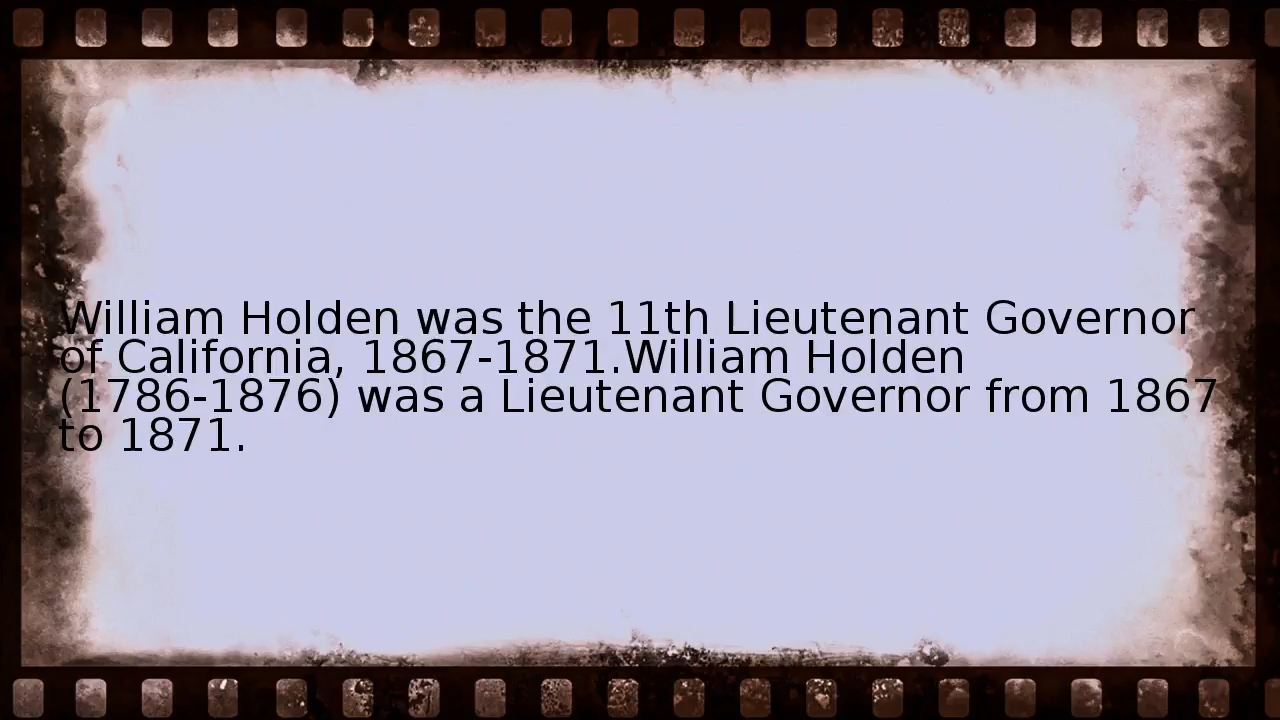 William Holden was the 11th Lieutenant Governor
of California, 1867-1871.William Holden
(1786-1876) was a Lieutenant Governor from 1867
to 1871.